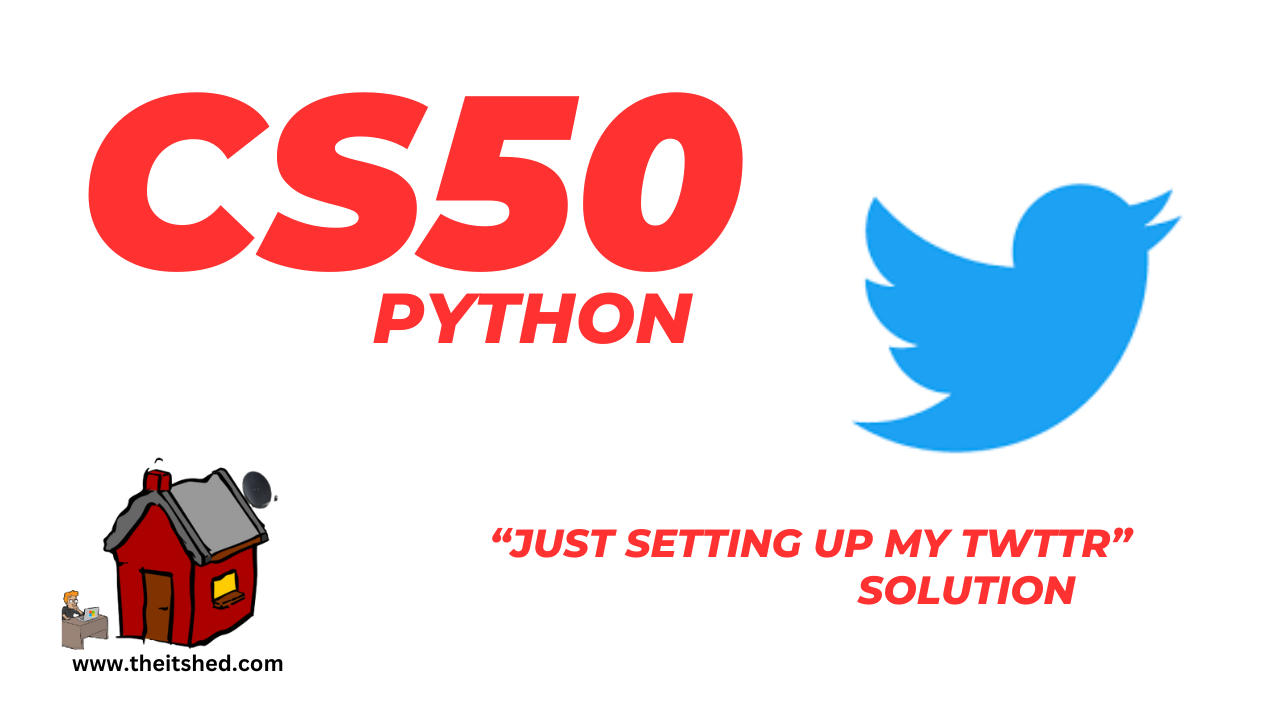 CS50
PYTHON
“JUST SETTING UP MY TWTTR”
SOLUTION
www.theitshed.com